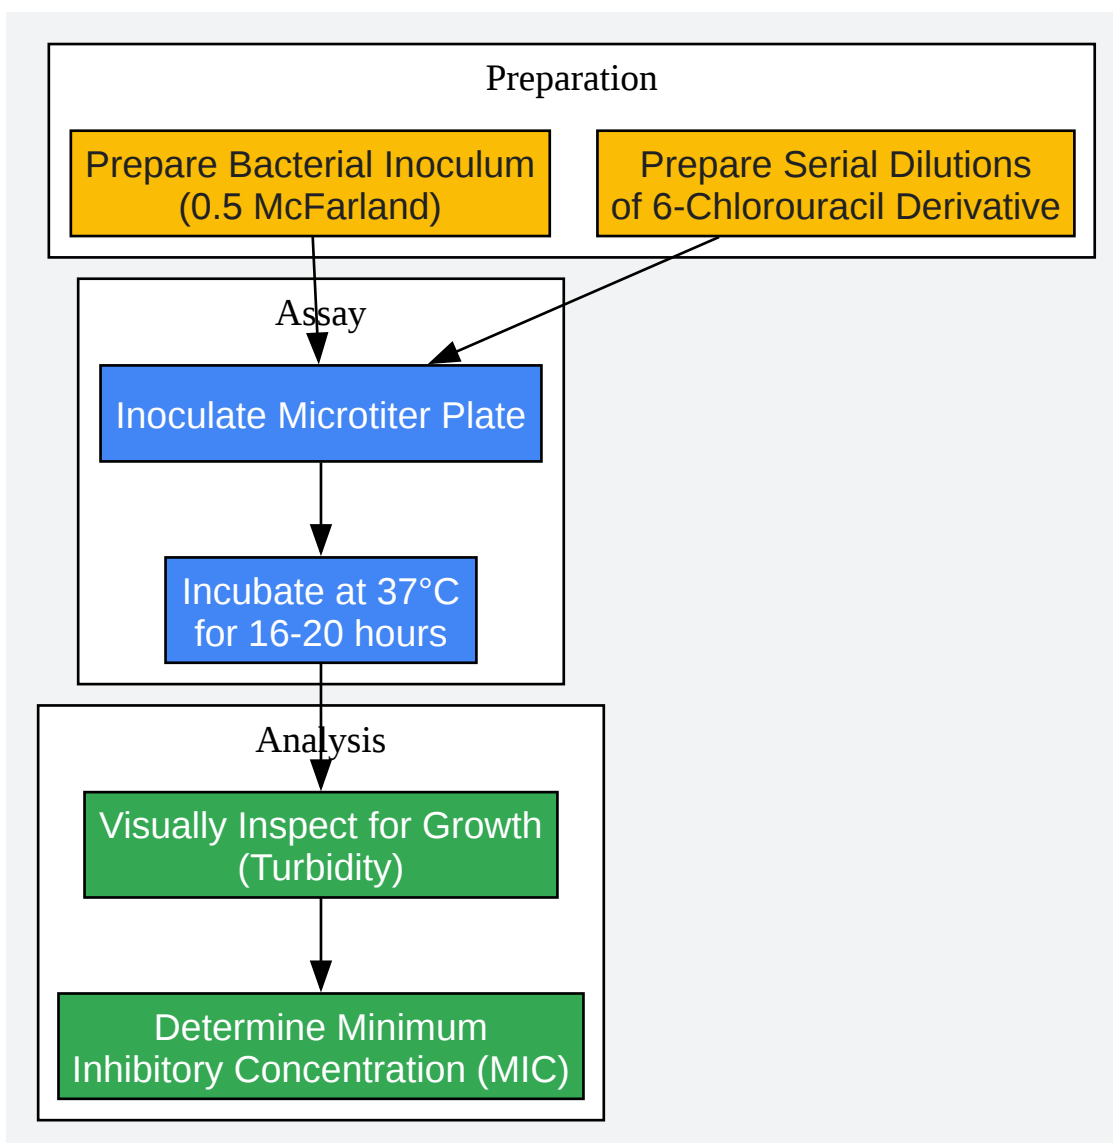 Preparation
Prepare Bacterial Inoculum
(0.5 McFarland)
Prepare Serial Dilutions
of 6-Chlorouracil Derivative
Assay
Inoculate Microtiter Plate
Incubate at 37°C
for 16-20 hours
Analysis
Visually Inspect for Growth
(Turbidity)
Determine Minimum
Inhibitory Concentration (MIC)